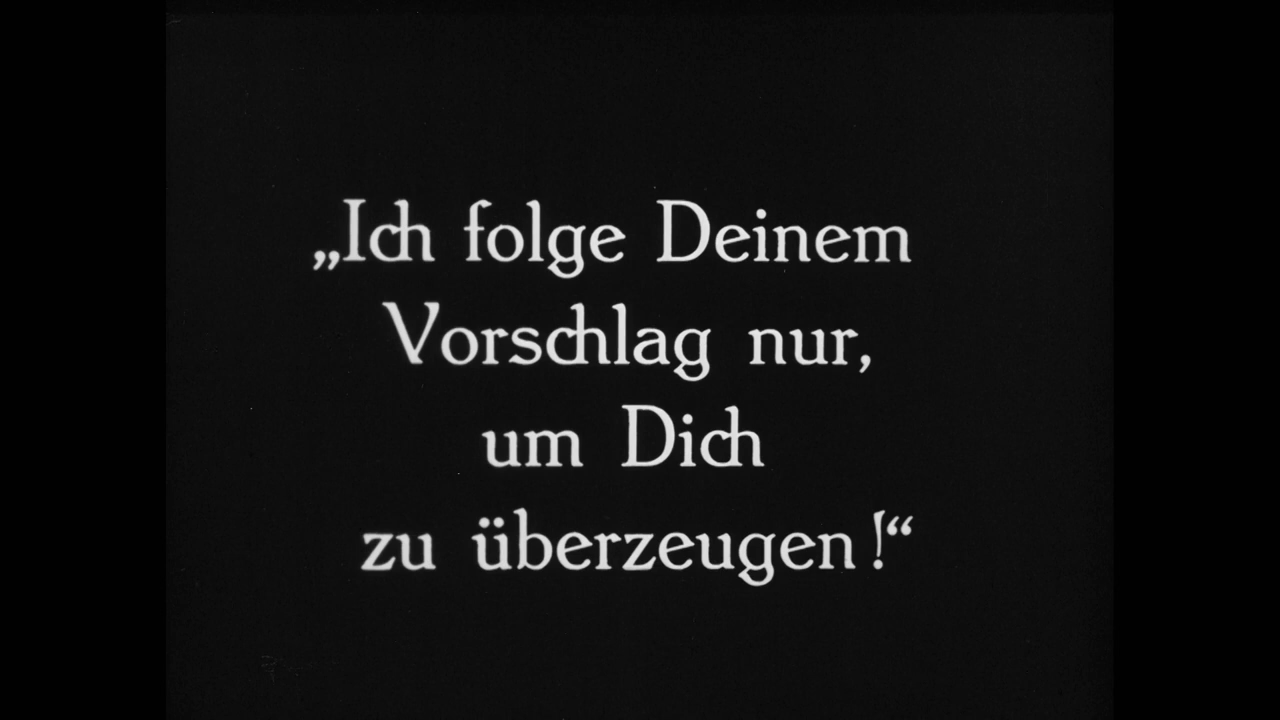 „Ich folge Deinem
Vorschlag nur,
um Dich
zu überzeugen!“